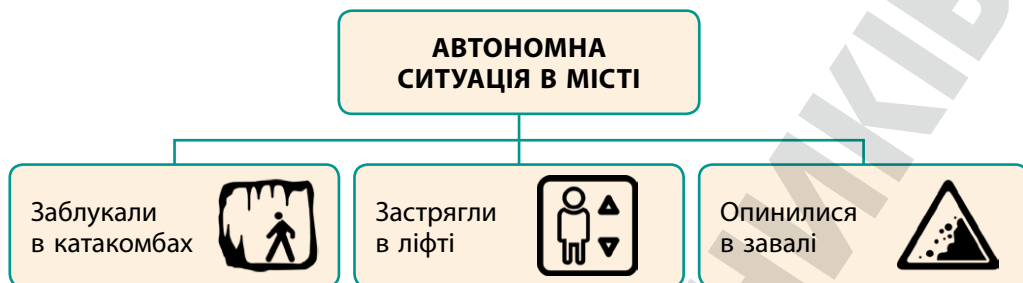 АВТОНОМНА
СИТУАЦІЯ В МІСТІ
Заблукали
в катакомбах
Застрягли
в ліфті
Опинилися
в завалі